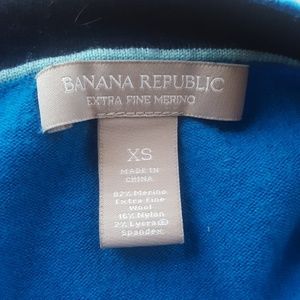 BANANA REPUBLIC
EXTRA FINE MERINO
XS
MADE IN
CHINA
82% Merino
Extra-fine
Wool
16% Nylon
2% Lycra®
Spandex